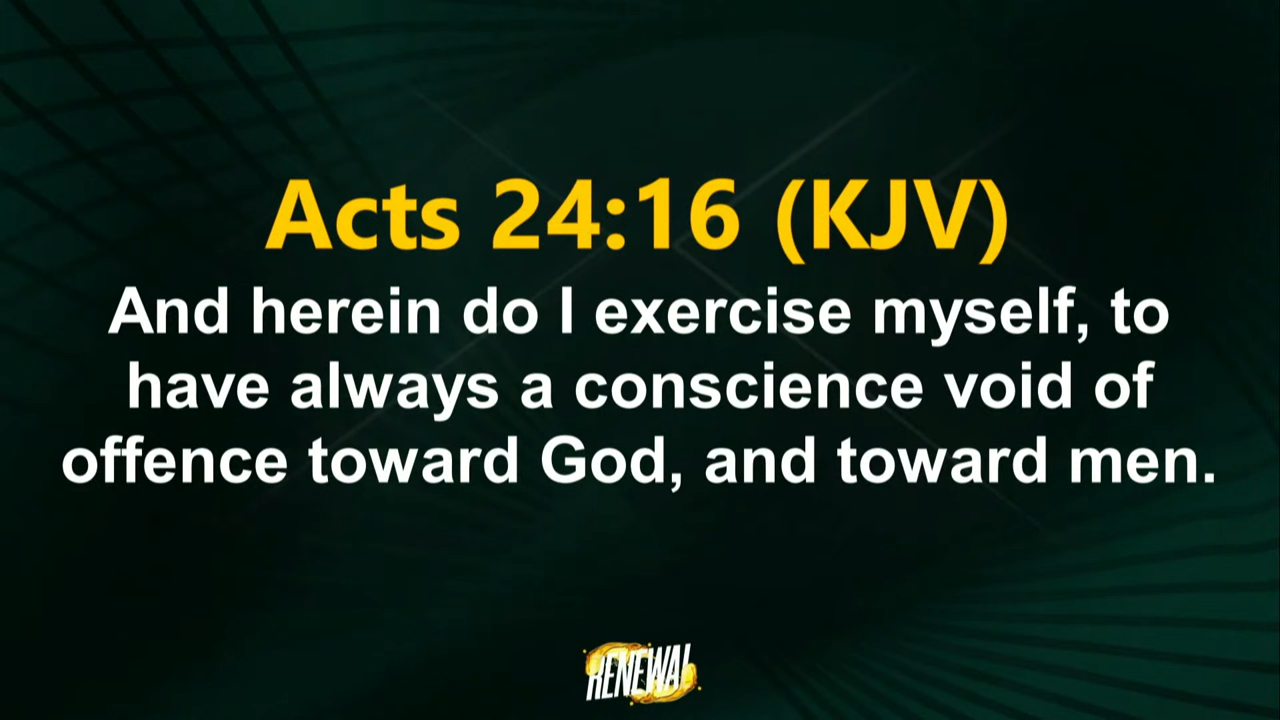 Acts 24:16 (KJV)
And herein do I exercise myself, to
have always a conscience void of
offence toward God, and toward men.
RENEWAL